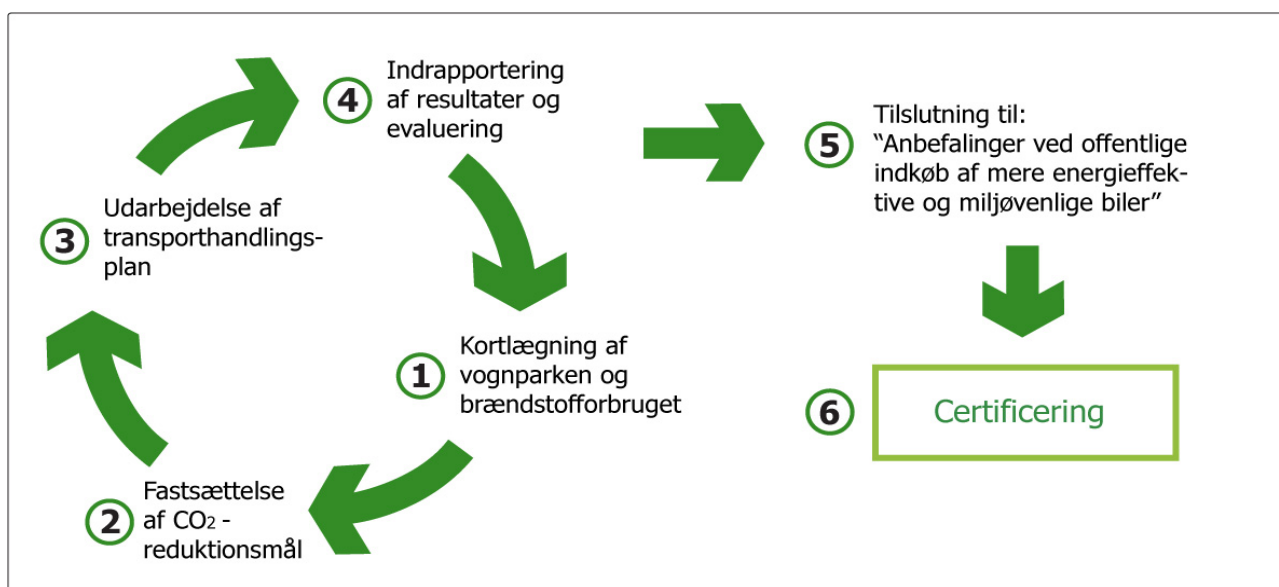 1
Kortlægning af
vognparken og
brændstofforbruget
2
Fastsættelse
af CO2 -
reduktionsmål
3
Udarbejdelse af
transporthandlings-
plan
4
Indrapportering
af resultater og
evaluering
5
Tilslutning til:
“Anbefalinger ved offentlige
indkøb af mere energieffek-
tive og miljøvenlige biler”
6
Certificering